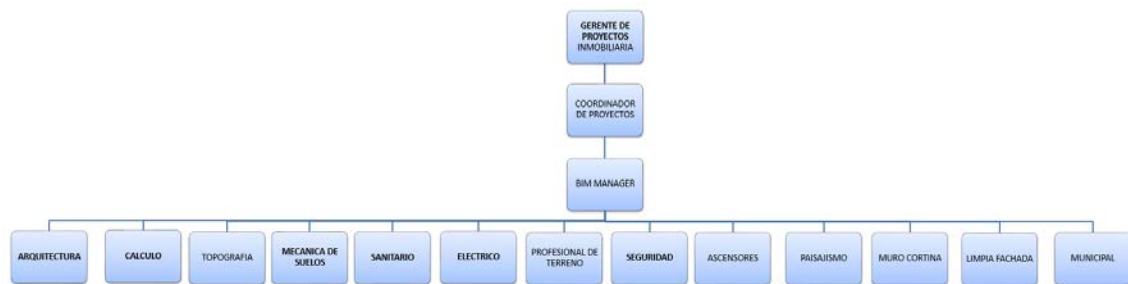 GERENTE DE
PROYECTOS
INMOBILIARIA
COORDINADOR
DE PROYECTOS
BIM MANAGER
ARQUITECTURA
CALCULO
TOPOGRAFIA
MECANICA DE
SUELOS
SANITARIO
ELECTRICO
PROFESIONAL DE
TERRENO
SEGURIDAD
ASCENSORES
PAISAJISMO
MURO CORTINA
LIMPIA FACHADA
MUNICIPAL